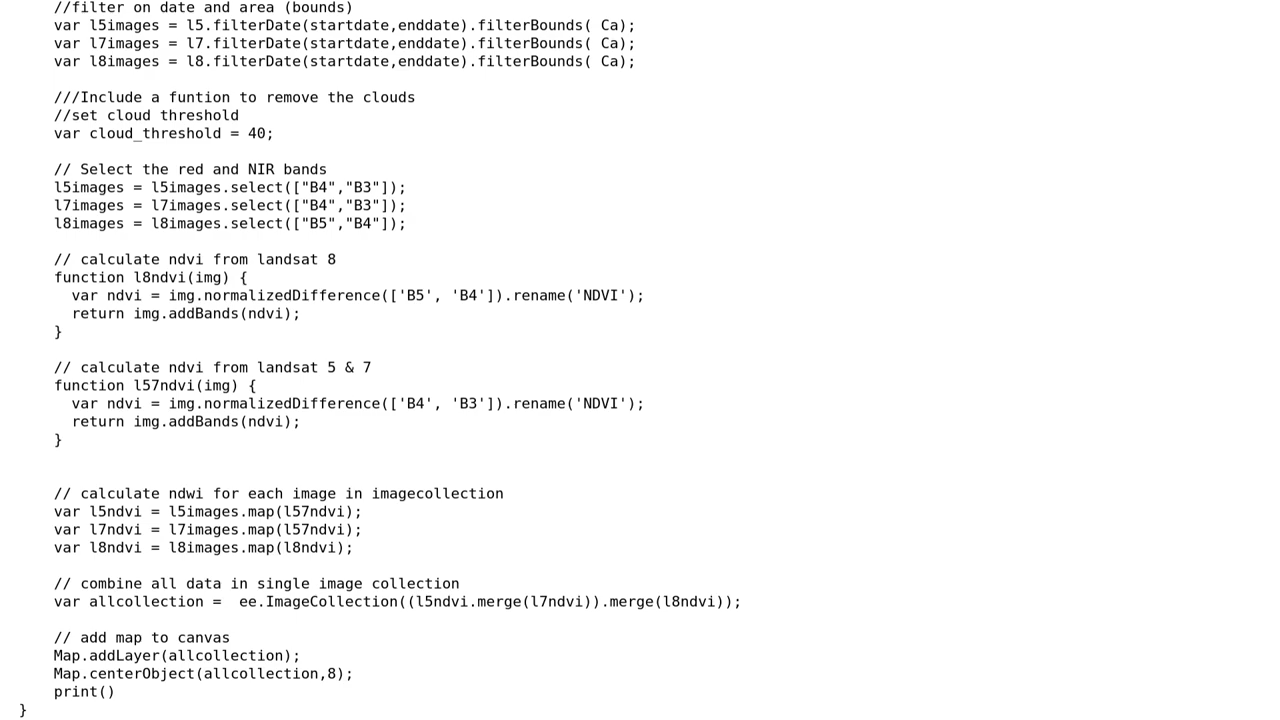 //filter on date and area (bounds)
var l5images = l5.filterDate(startdate,enddate).filterBounds( Ca);
var l7images = l7.filterDate(startdate,enddate).filterBounds( Ca);
var l8images = l8.filterDate(startdate,enddate).filterBounds( Ca);

///Include a funtion to remove the clouds
//set cloud threshold
var cloud_threshold = 40;

// Select the red and NIR bands
l5images = l5images.select(["B4","B3"]);
l7images = l7images.select(["B4","B3"]);
l8images = l8images.select(["B5","B4"]);

// calculate ndvi from landsat 8
function l8ndvi(img) {
  var ndvi = img.normalizedDifference(['B5', 'B4']).rename('NDVI');
  return img.addBands(ndvi);
}

// calculate ndvi from landsat 5 & 7
function l57ndvi(img) {
  var ndvi = img.normalizedDifference(['B4', 'B3']).rename('NDVI');
  return img.addBands(ndvi);
}

// calculate ndwi for each image in imagecollection
var l5ndvi = l5images.map(l57ndvi);
var l7ndvi = l7images.map(l57ndvi);
var l8ndvi = l8images.map(l8ndvi);

// combine all data in single image collection
var allcollection =  ee.ImageCollection((l5ndvi.merge(l7ndvi)).merge(l8ndvi));

// add map to canvas
Map.addLayer(allcollection);
Map.centerObject(allcollection,8);
print()
}